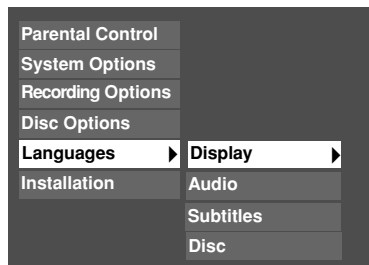 Parental Control
System Options
Recording Options
Disc Options
Languages
Installation
Display
Audio
Subtitles
Disc